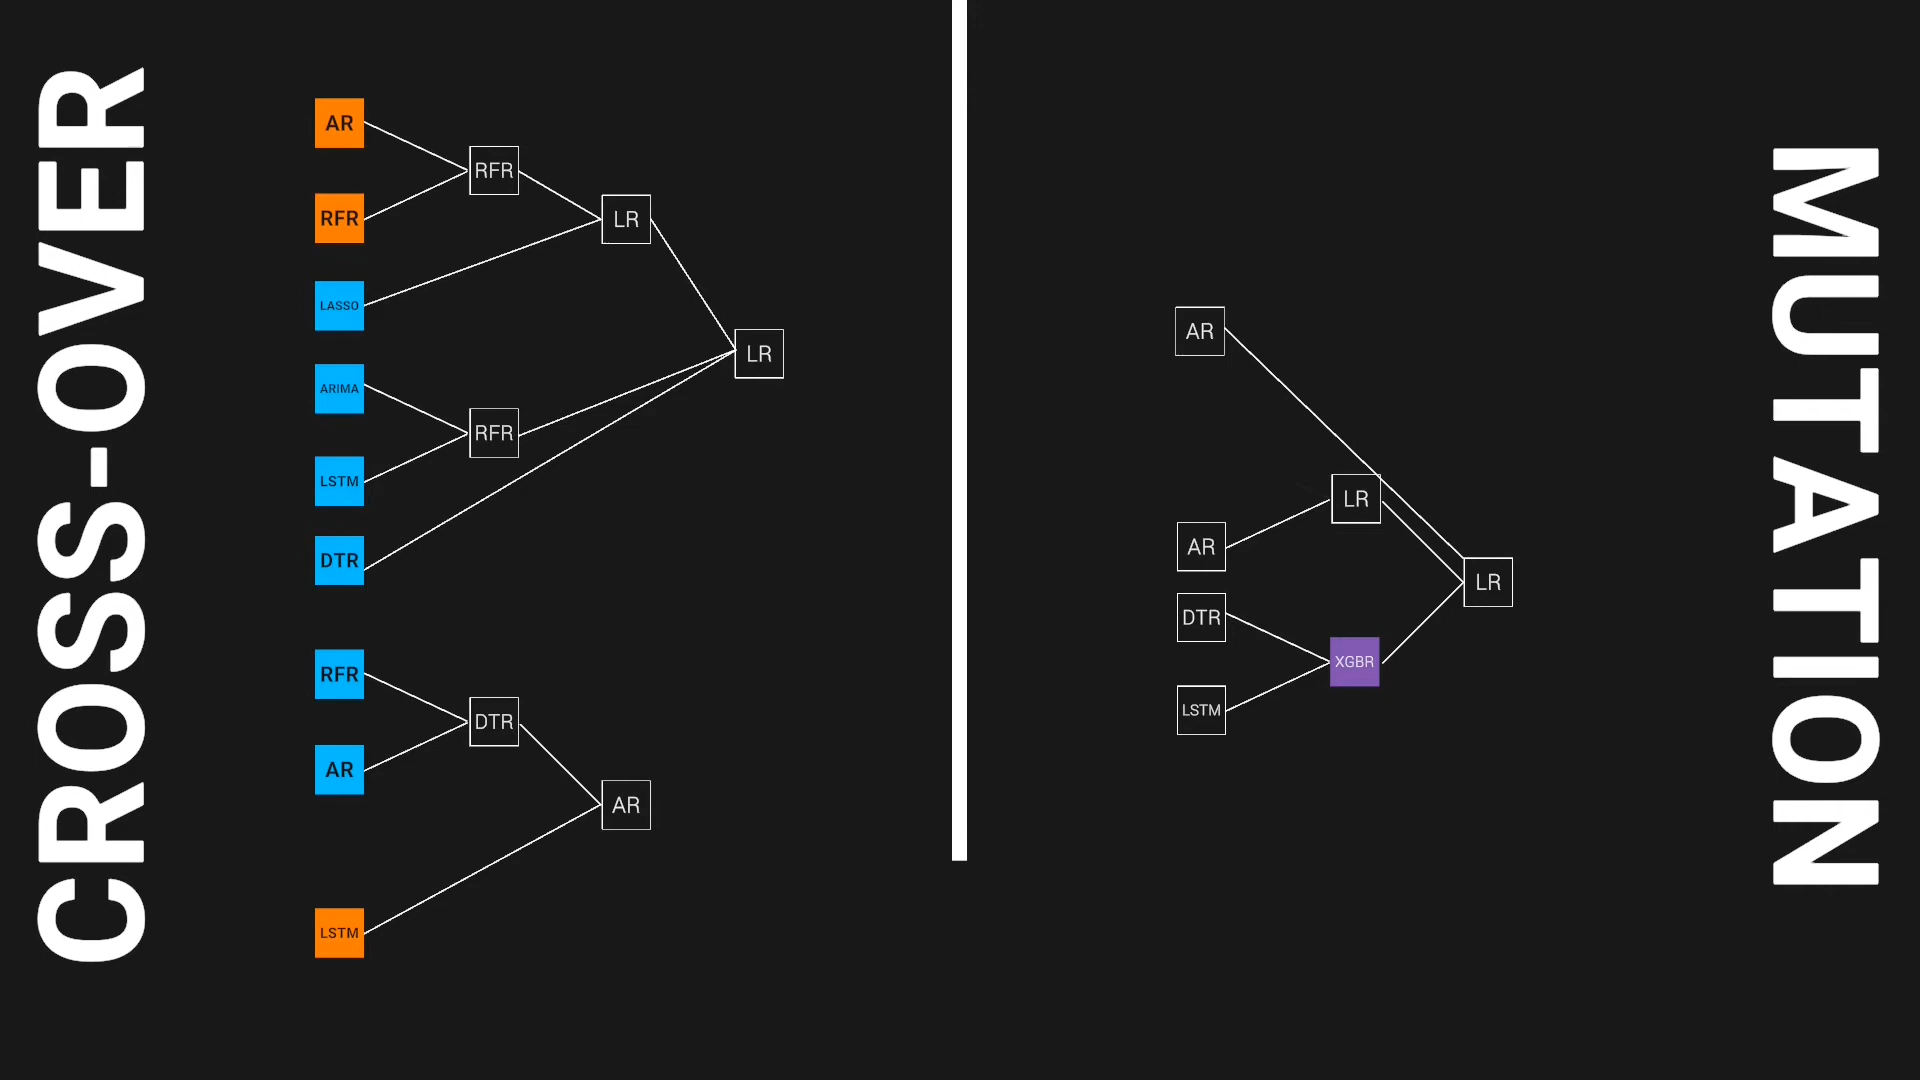 CROSS-OVER
AR
RFR
RFR
LR
LASSO
LR
ARIMA
RFR
LSTM
DTR
RFR
DTR
AR
AR
LSTM
AR
LR
AR
LR
DTR
XGBR
LSTM
MUTATION